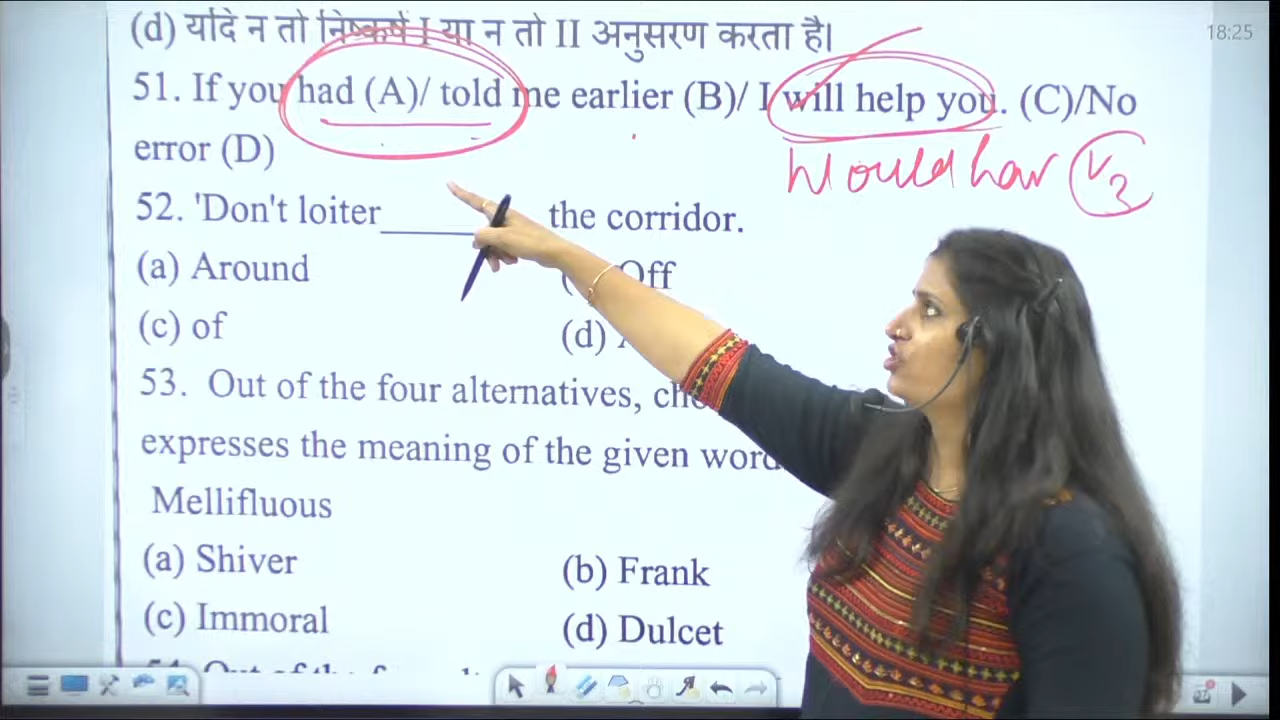 (d) यदि न तो निष्कर्ष I या न तो II अनुसरण करता है।
18:25
51. If you had (A)/ told me earlier (B)/ I will help you. (C)/No
error (D)
would have V3
52. 'Don't loiter________ the corridor.
(a) Around
Off
(c) of
(d)
53. Out of the four alternatives,
expresses the meaning of the given word
Mellifluous
(a) Shiver
(b) Frank
(c) Immoral
(d) Dulcet